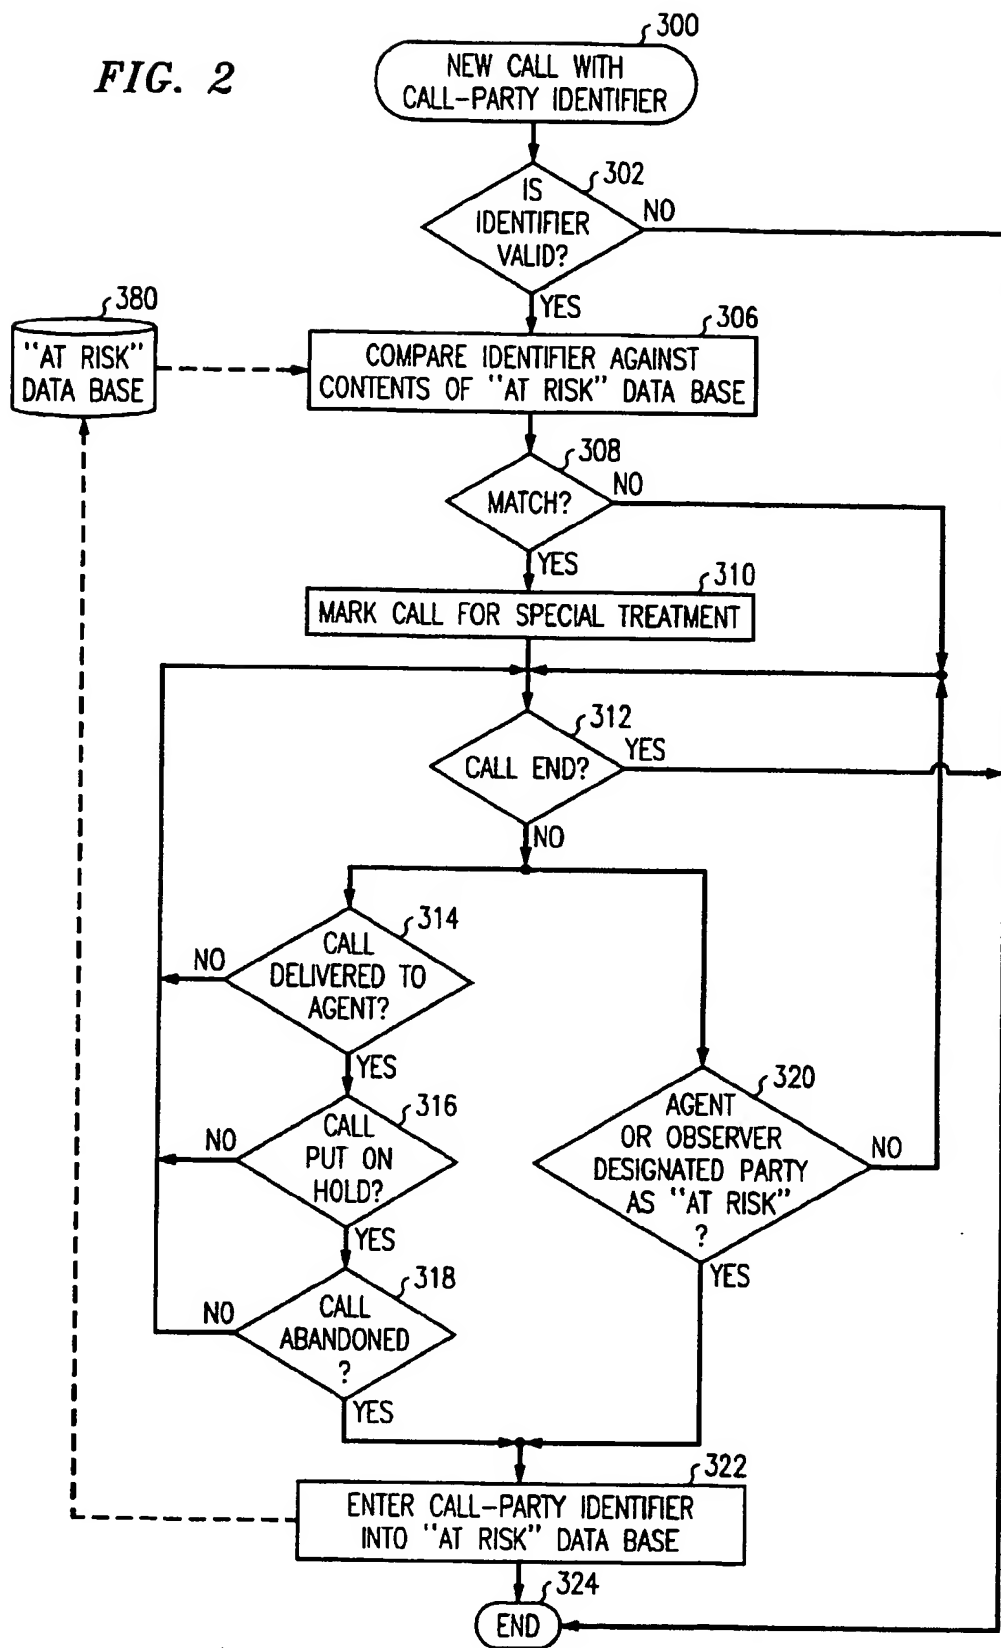 FIG. 2
300
NEW CALL WITH
CALL-PARTY IDENTIFIER
302
IS
IDENTIFIER
VALID?
NO
YES
380
"AT RISK"
DATA BASE
306
COMPARE IDENTIFIER AGAINST
CONTENTS OF "AT RISK" DATA BASE
308
MATCH?
NO
YES
310
MARK CALL FOR SPECIAL TREATMENT
312
CALL END?
YES
NO
314
CALL
DELIVERED TO
AGENT?
NO
YES
316
CALL
PUT ON
HOLD?
NO
YES
318
CALL
ABANDONED
?
NO
YES
320
AGENT
OR OBSERVER
DESIGNATED PARTY
AS "AT RISK"
?
NO
YES
322
ENTER CALL-PARTY IDENTIFIER
INTO "AT RISK" DATA BASE
324
END